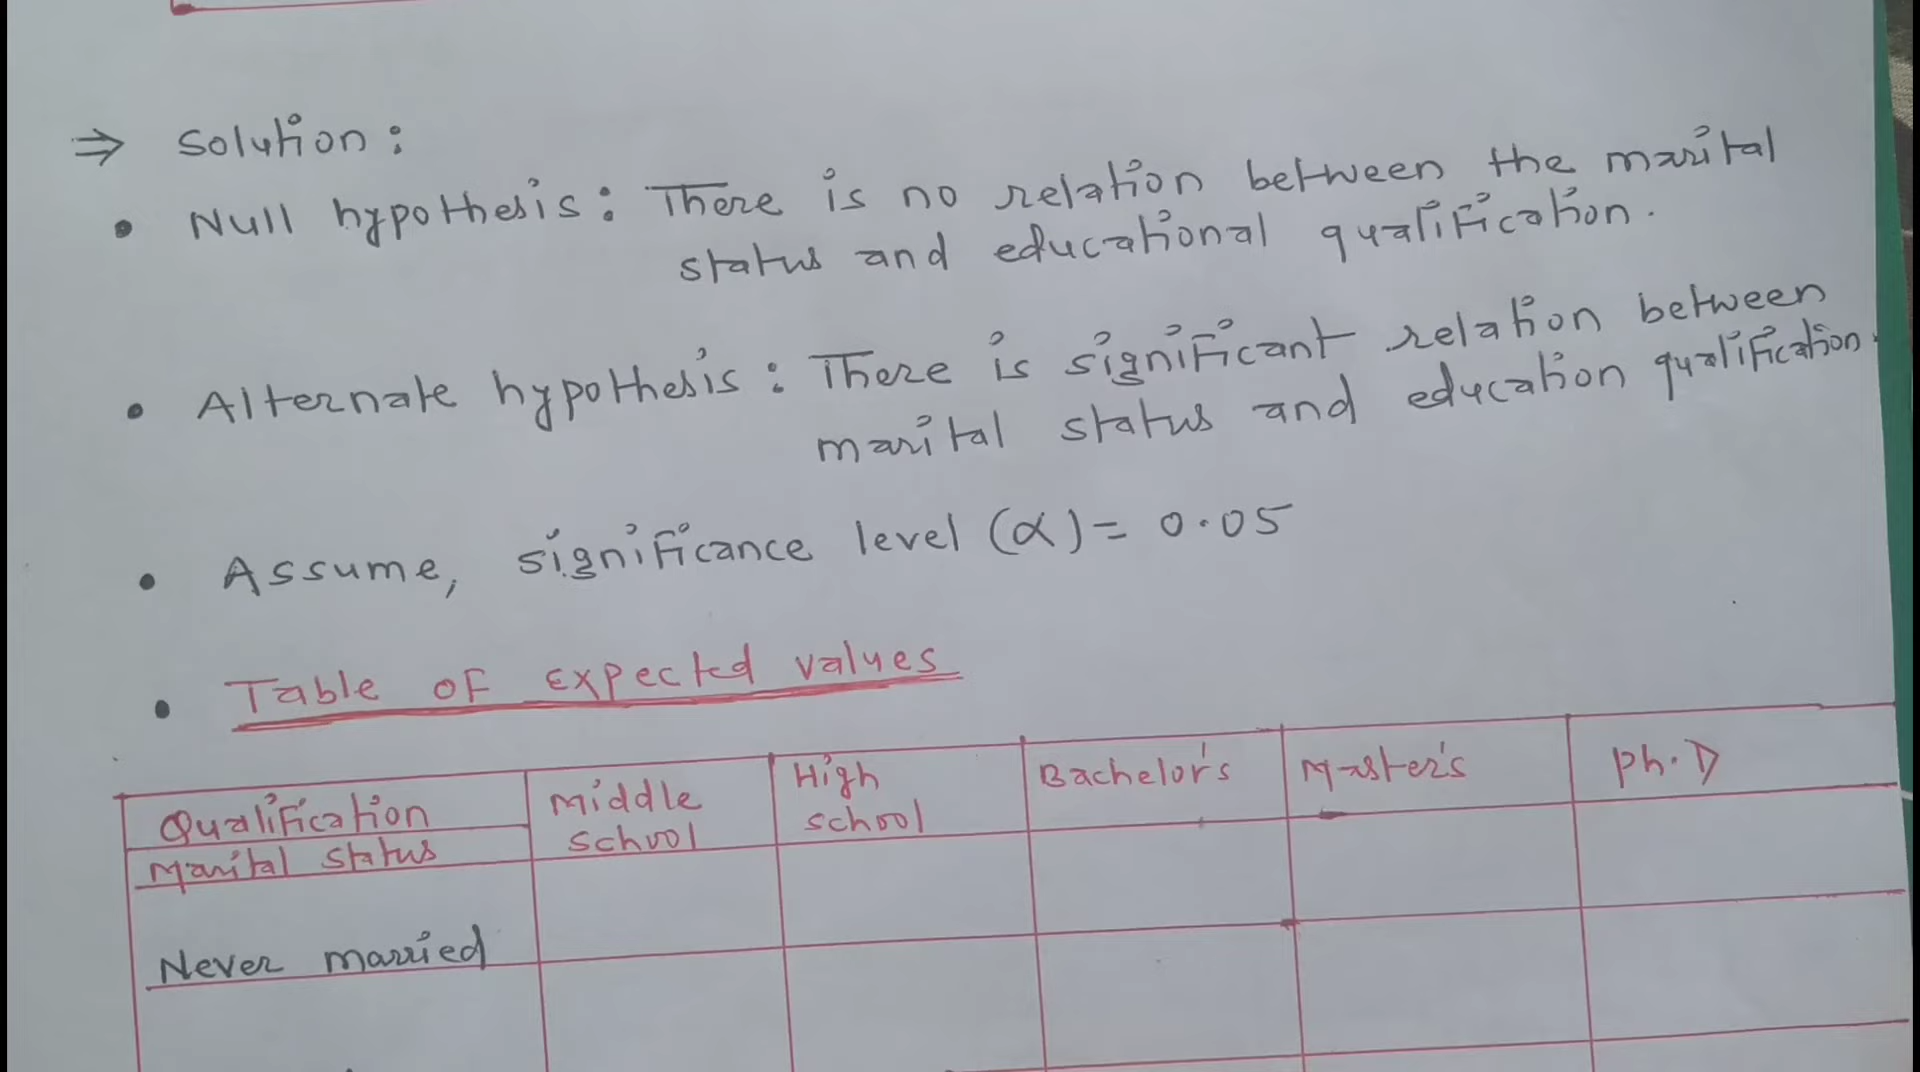 ⇒ Solution:
• Null hypothesis: There is no relation between the marital
status and educational qualification.
• Alternate hypothesis: There is significant relation between
marital status and education qualification.
• Assume, significance level (α) = 0.05
• Table of expected values
Qualification
Marital status
Middle
school
High
school
Bachelor's
Master's
Ph.D
Never married